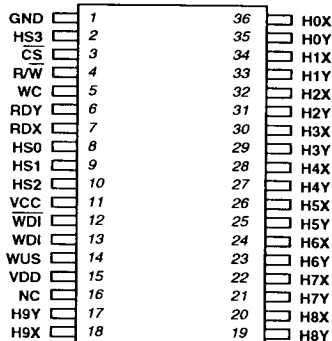 GND 1 36 H0X
HS3 2 35 H0Y
C̅S̅ 3 34 H1X
R/W̅ 4 33 H1Y
WC 5 32 H2X
RDY 6 31 H2Y
RDX 7 30 H3X
HS0 8 29 H3Y
HS1 9 28 H4X
HS2 10 27 H4Y
VCC 11 26 H5X
W̅D̅I̅ 12 25 H5Y
WDI 13 24 H6X
WUS 14 23 H6Y
VDD 15 22 H7X
NC 16 21 H7Y
H9Y 17 20 H8X
H9X 18 19 H8Y